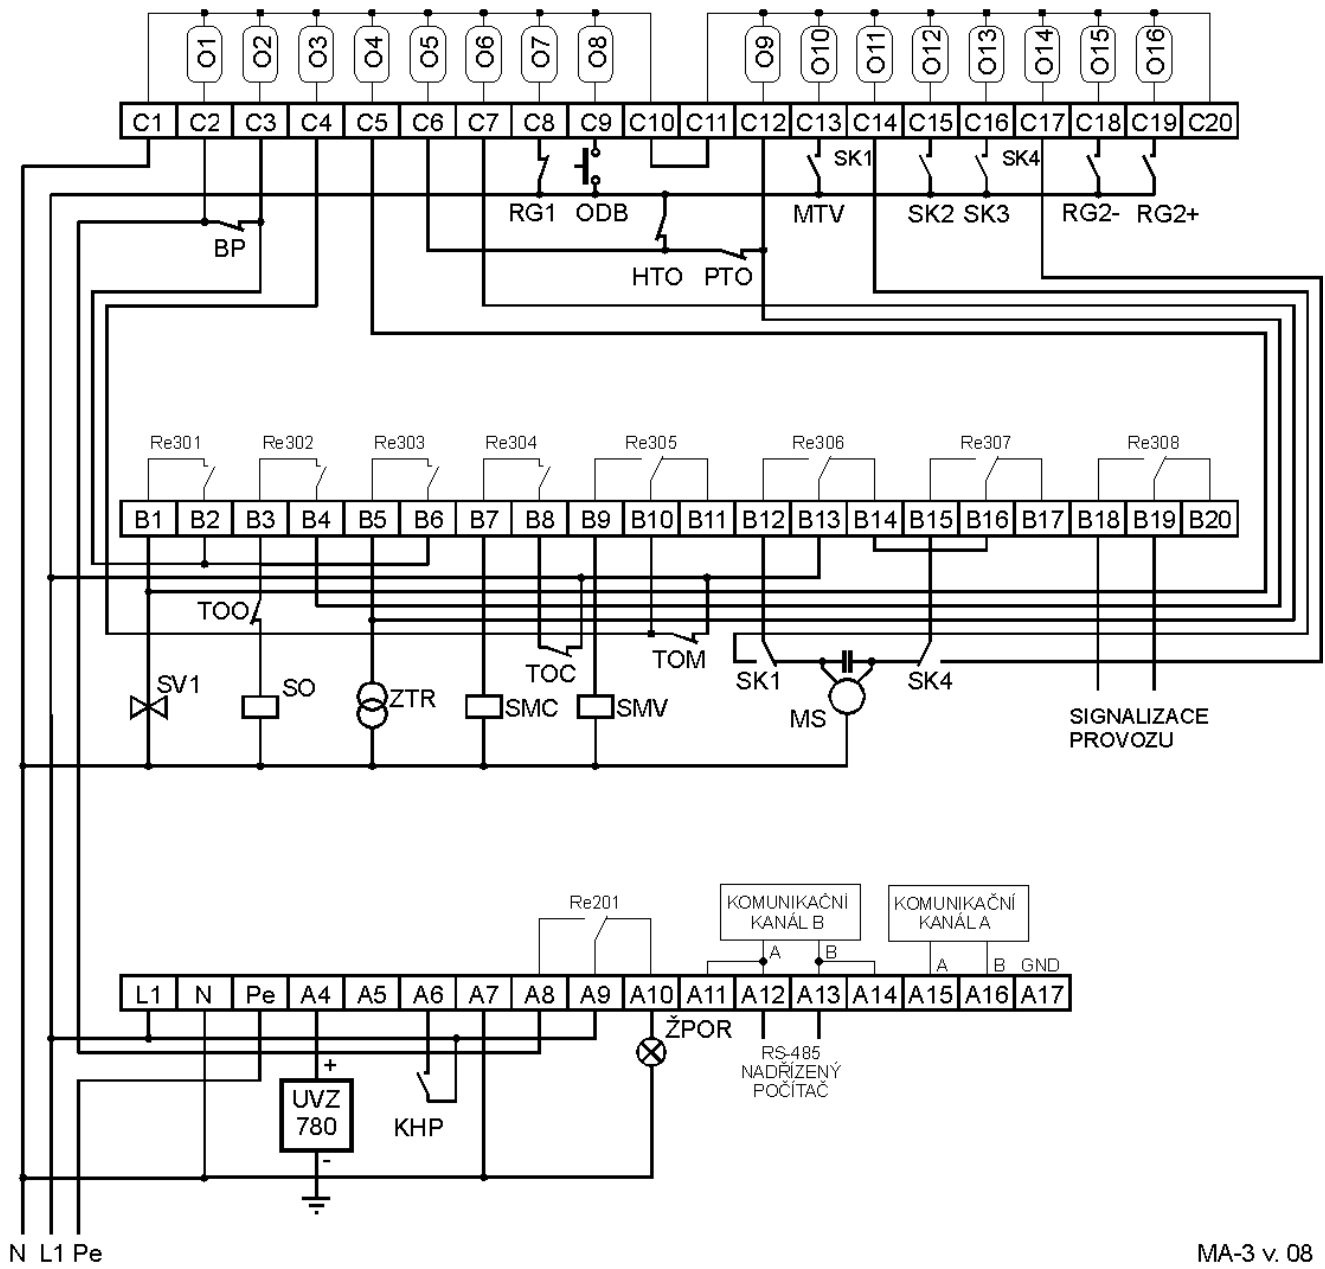 O1 O2 O3 O4 O5 O6 O7 O8 O9 O10 O11 O12 O13 O14 O15 O16
C1 C2 C3 C4 C5 C6 C7 C8 C9 C10 C11 C12 C13 C14 C15 C16 C17 C18 C19 C20
SK1 SK4
RG1 ODB MTV SK2 SK3 RG2- RG2+
BP HTO PTO
Re301 Re302 Re303 Re304 Re305 Re306 Re307 Re308
B1 B2 B3 B4 B5 B6 B7 B8 B9 B10 B11 B12 B13 B14 B15 B16 B17 B18 B19 B20
TOO
TOC TOM SK1 SK4
SV1 SO ZTR SMC SMV MS
SIGNALIZACE
PROVOZU
Re201
KOMUNIKAČNÍ
KANÁL B
KOMUNIKAČNÍ
KANÁL A
A B A B GND
L1 N Pe A4 A5 A6 A7 A8 A9 A10 A11 A12 A13 A14 A15 A16 A17
ŽPOR
+
UVZ
780
-
KHP
RS-485
NADŘÍZENÝ
POČÍTAČ
N L1 Pe
MA-3 v. 08